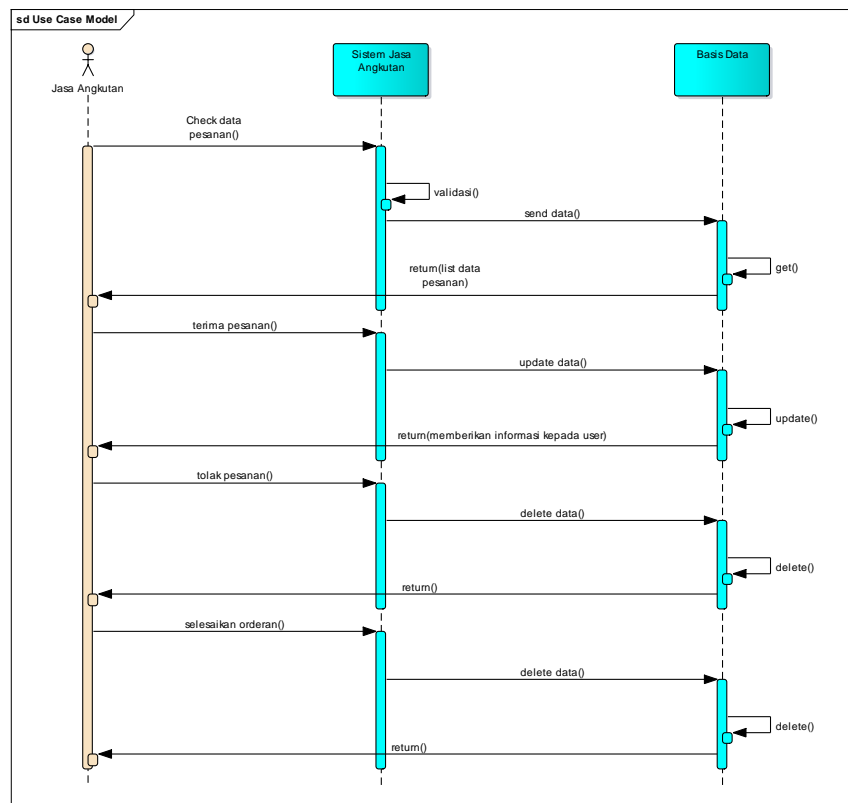 sd Use Case Model
Jasa Angkutan
Sistem Jasa
Angkutan
Basis Data
Check data
pesanan()
validasi()
send data()
get()
return(list data
pesanan)
terima pesanan()
update data()
update()
return(memberikan informasi kepada user)
tolak pesanan()
delete data()
delete()
return()
selesaikan orderan()
delete data()
delete()
return()